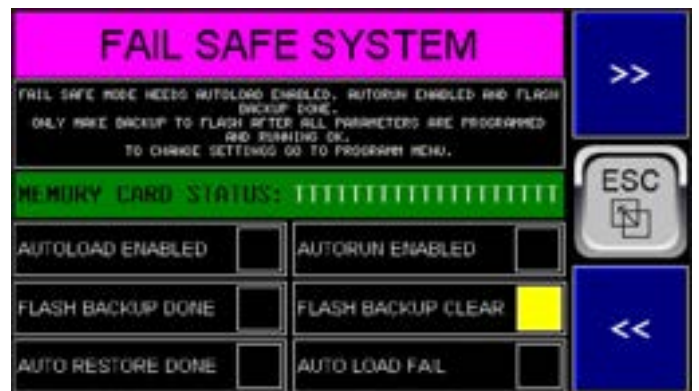 FAIL SAFE SYSTEM
>>
FAIL SAFE MODE NEEDS AUTOLOAD ENABLED. AUTORUN ENABLED AND FLASH
BACKUP DONE.
ONLY MAKE BACKUP TO FLASH AFTER ALL PARAMETERS ARE PROGRAMMED
AND RUNNING OK.
TO CHANGE SETTINGS GO TO PROGRAMM MENU.
ESC
MEMORY CARD STATUS: TTTTTTTTTTTTTTTTTTTT
AUTOLOAD ENABLED
AUTORUN ENABLED
FLASH BACKUP DONE
FLASH BACKUP CLEAR
<<
AUTO RESTORE DONE
AUTO LOAD FAIL